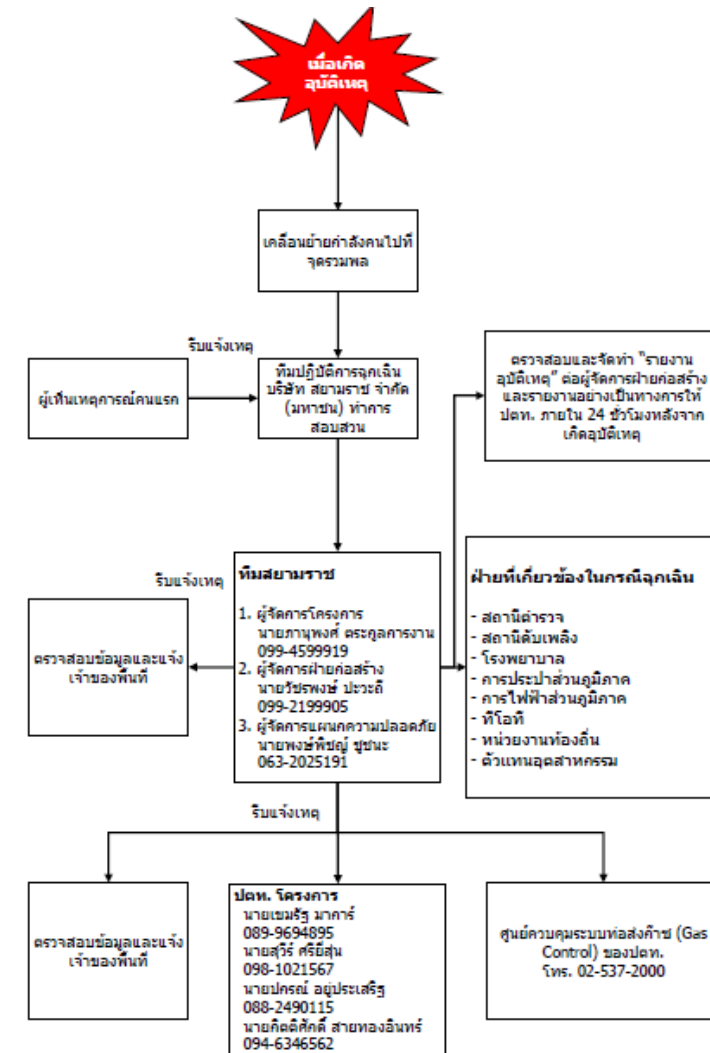 เมื่อเกิด
อุบัติเหตุ
เคลื่อนย้ายกำลังคนไปที่
จุดรวมพล
รีบแจ้งเหตุ
ผู้เห็นเหตุการณ์คนแรก
ทีมปฏิบัติการฉุกเฉิน
บริษัท สยามราช จำกัด
(มหาชน) ทำการ
สอบสวน
ตรวจสอบและจัดทำ "รายงาน
อุบัติเหตุ" ต่อผู้จัดการฝ่ายก่อสร้าง
และรายงานอย่างเป็นทางการให้
ปตท. ภายใน 24 ชั่วโมงหลังจาก
เกิดอุบัติเหตุ
รีบแจ้งเหตุ
ตรวจสอบข้อมูลและแจ้ง
เจ้าของพื้นที่
ทีมสยามราช
1. ผู้จัดการโครงการ
นายภานุพงศ์ ตระกูลการงาน
099-4599919
2. ผู้จัดการฝ่ายก่อสร้าง
นายวัชรพงษ์ ปะวะถี
099-2199905
3. ผู้จัดการแผนกความปลอดภัย
นายพงษ์พิชญ์ ชูชนะ
063-2025191
ฝ่ายที่เกี่ยวข้องในกรณีฉุกเฉิน
- สถานีตำรวจ
- สถานีดับเพลิง
- โรงพยาบาล
- การประปาส่วนภูมิภาค
- การไฟฟ้าส่วนภูมิภาค
- ทีโอที
- หน่วยงานท้องถิ่น
- ตัวแทนอุตสาหกรรม
รีบแจ้งเหตุ
ตรวจสอบข้อมูลและแจ้ง
เจ้าของพื้นที่
ปตท. โครงการ
นายเขมรัฐ มาคาร์
089-9694895
นายสุวีร์ ศรียี่สุ่น
098-1021567
นายปกรณ์ อยู่ประเสริฐ
088-2490115
นายกิตติศักดิ์ สายทองอินทร์
094-6346562
ศูนย์ควบคุมระบบท่อส่งก๊าซ (Gas
Control) ของปตท.
โทร. 02-537-2000